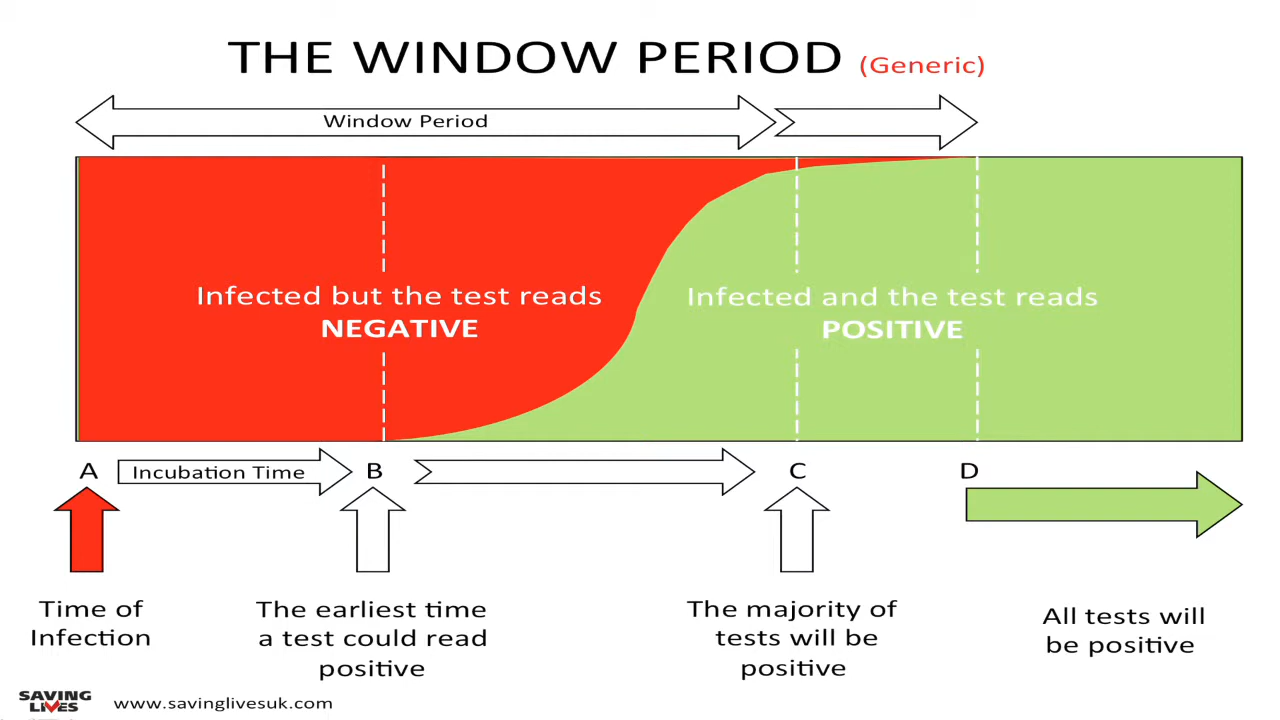 THE WINDOW PERIOD (Generic)
Window Period
Infected but the test reads
NEGATIVE
Infected and the test reads
POSITIVE
A
Incubation Time
B
C
D
Time of
Infection
The earliest time
a test could read
positive
The majority of
tests will be
positive
All tests will
be positive
SAVING
LIVES
www.savinglivesuk.com